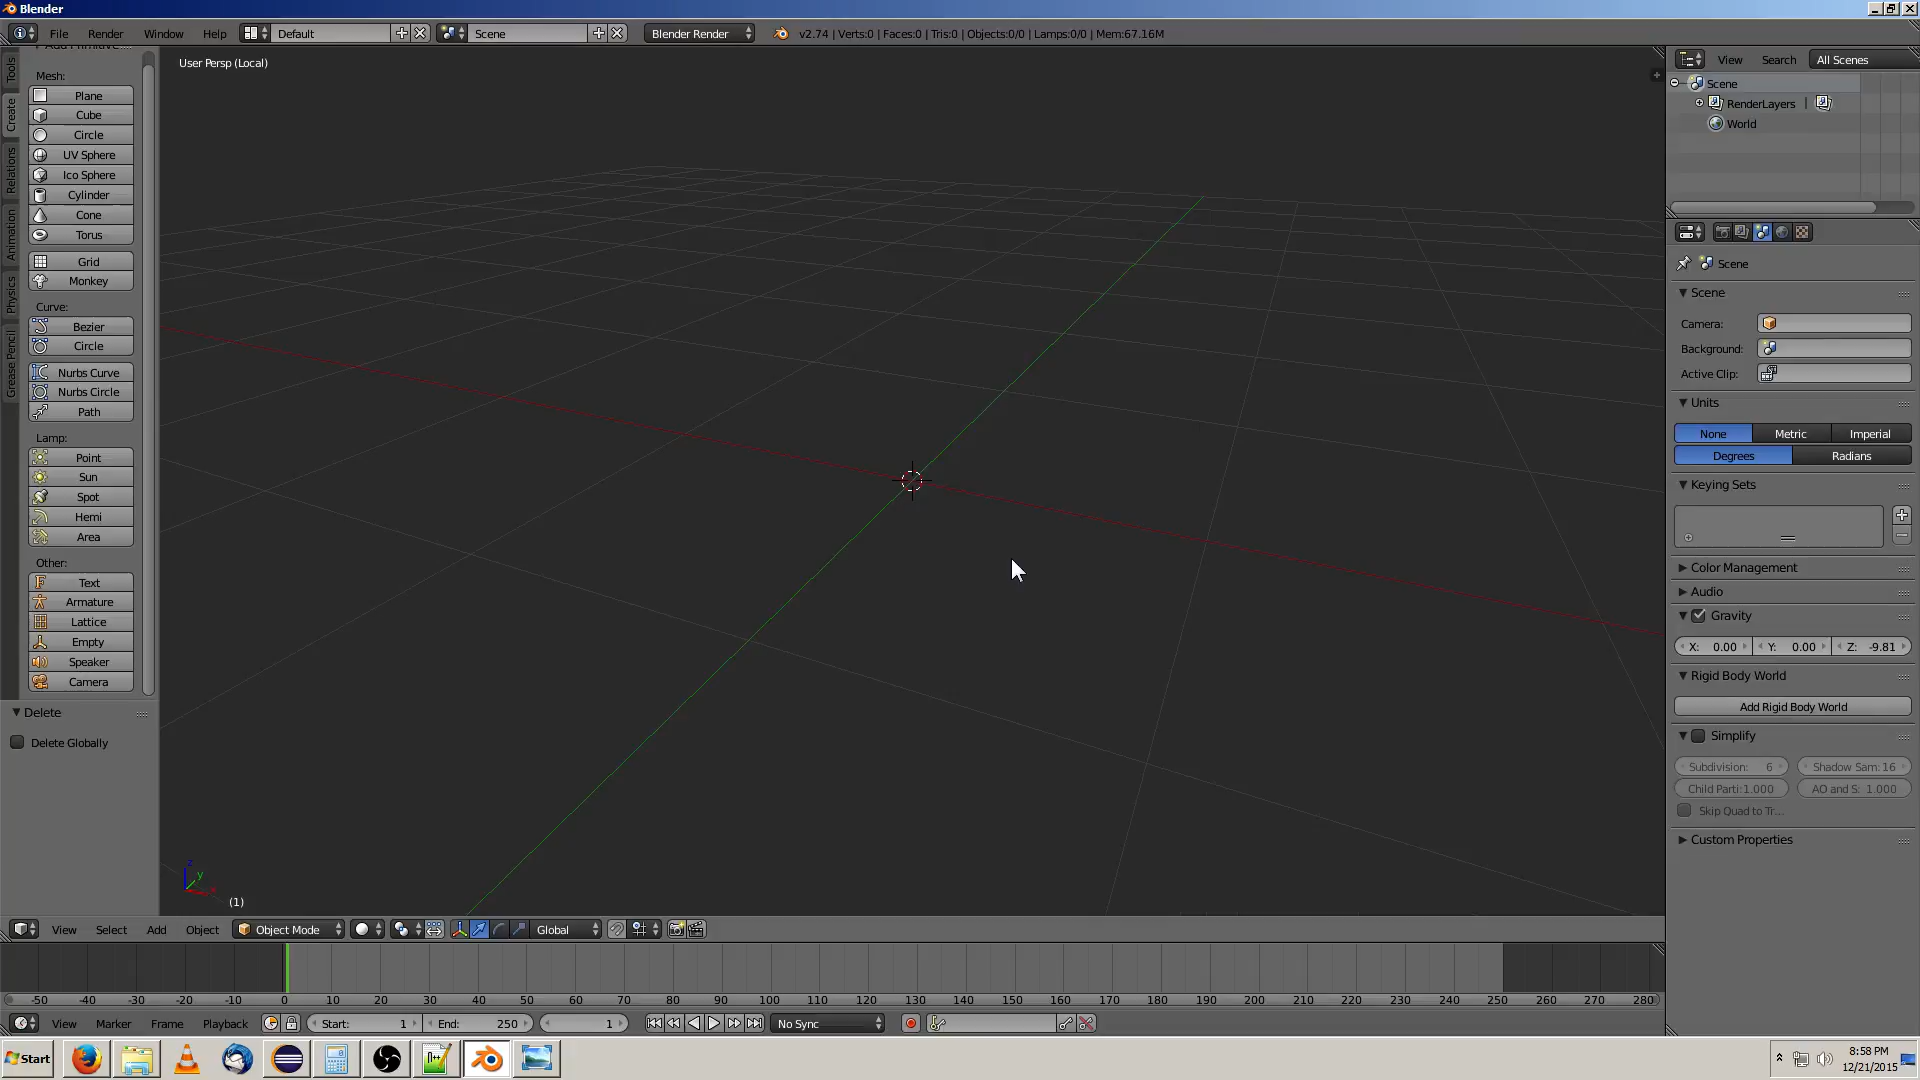 Blender
File Render Window Help Default Scene Blender Render v2.74 | Verts:0 | Faces:0 | Tris:0 | Objects:0/0 | Lamps:0/0 | Mem:67.16M
User Persp (Local)
Tools
Create
Relations
Animation
Physics
Grease Pencil
Add Primitive
Mesh:
Plane
Cube
Circle
UV Sphere
Ico Sphere
Cylinder
Cone
Torus
Grid
Monkey
Curve:
Bezier
Circle
Nurbs Curve
Nurbs Circle
Path
Lamp:
Point
Sun
Spot
Hemi
Area
Other:
Text
Armature
Lattice
Empty
Speaker
Camera
Delete
Delete Globally
z
y
x
(1)
View Search All Scenes
Scene
RenderLayers |
World
Scene
Scene
Camera:
Background:
Active Clip:
Units
None Metric Imperial
Degrees Radians
Keying Sets
Color Management
Audio
Gravity
X: 0.00 Y: 0.00 Z: -9.81
Rigid Body World
Add Rigid Body World
Simplify
Subdivision: 6 Shadow Sam: 16
Child Parti: 1.000 AO and S: 1.000
Skip Quad to Tr...
Custom Properties
View Select Add Object Object Mode Global
-50 -40 -30 -20 -10 0 10 20 30 40 50 60 70 80 90 100 110 120 130 140 150 160 170 180 190 200 210 220 230 240 250 260 270 280
View Marker Frame Playback Start: 1 End: 250 1 No Sync
Start
8:58 PM
12/21/2015